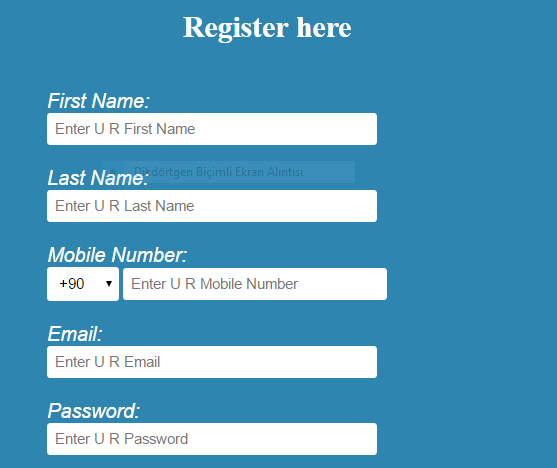 Register here
First Name:
Enter U R First Name
Dikdörtgen Biçimli Ekran Alıntısı
Last Name:
Enter U R Last Name
Mobile Number:
+90
Enter U R Mobile Number
Email:
Enter U R Email
Password:
Enter U R Password